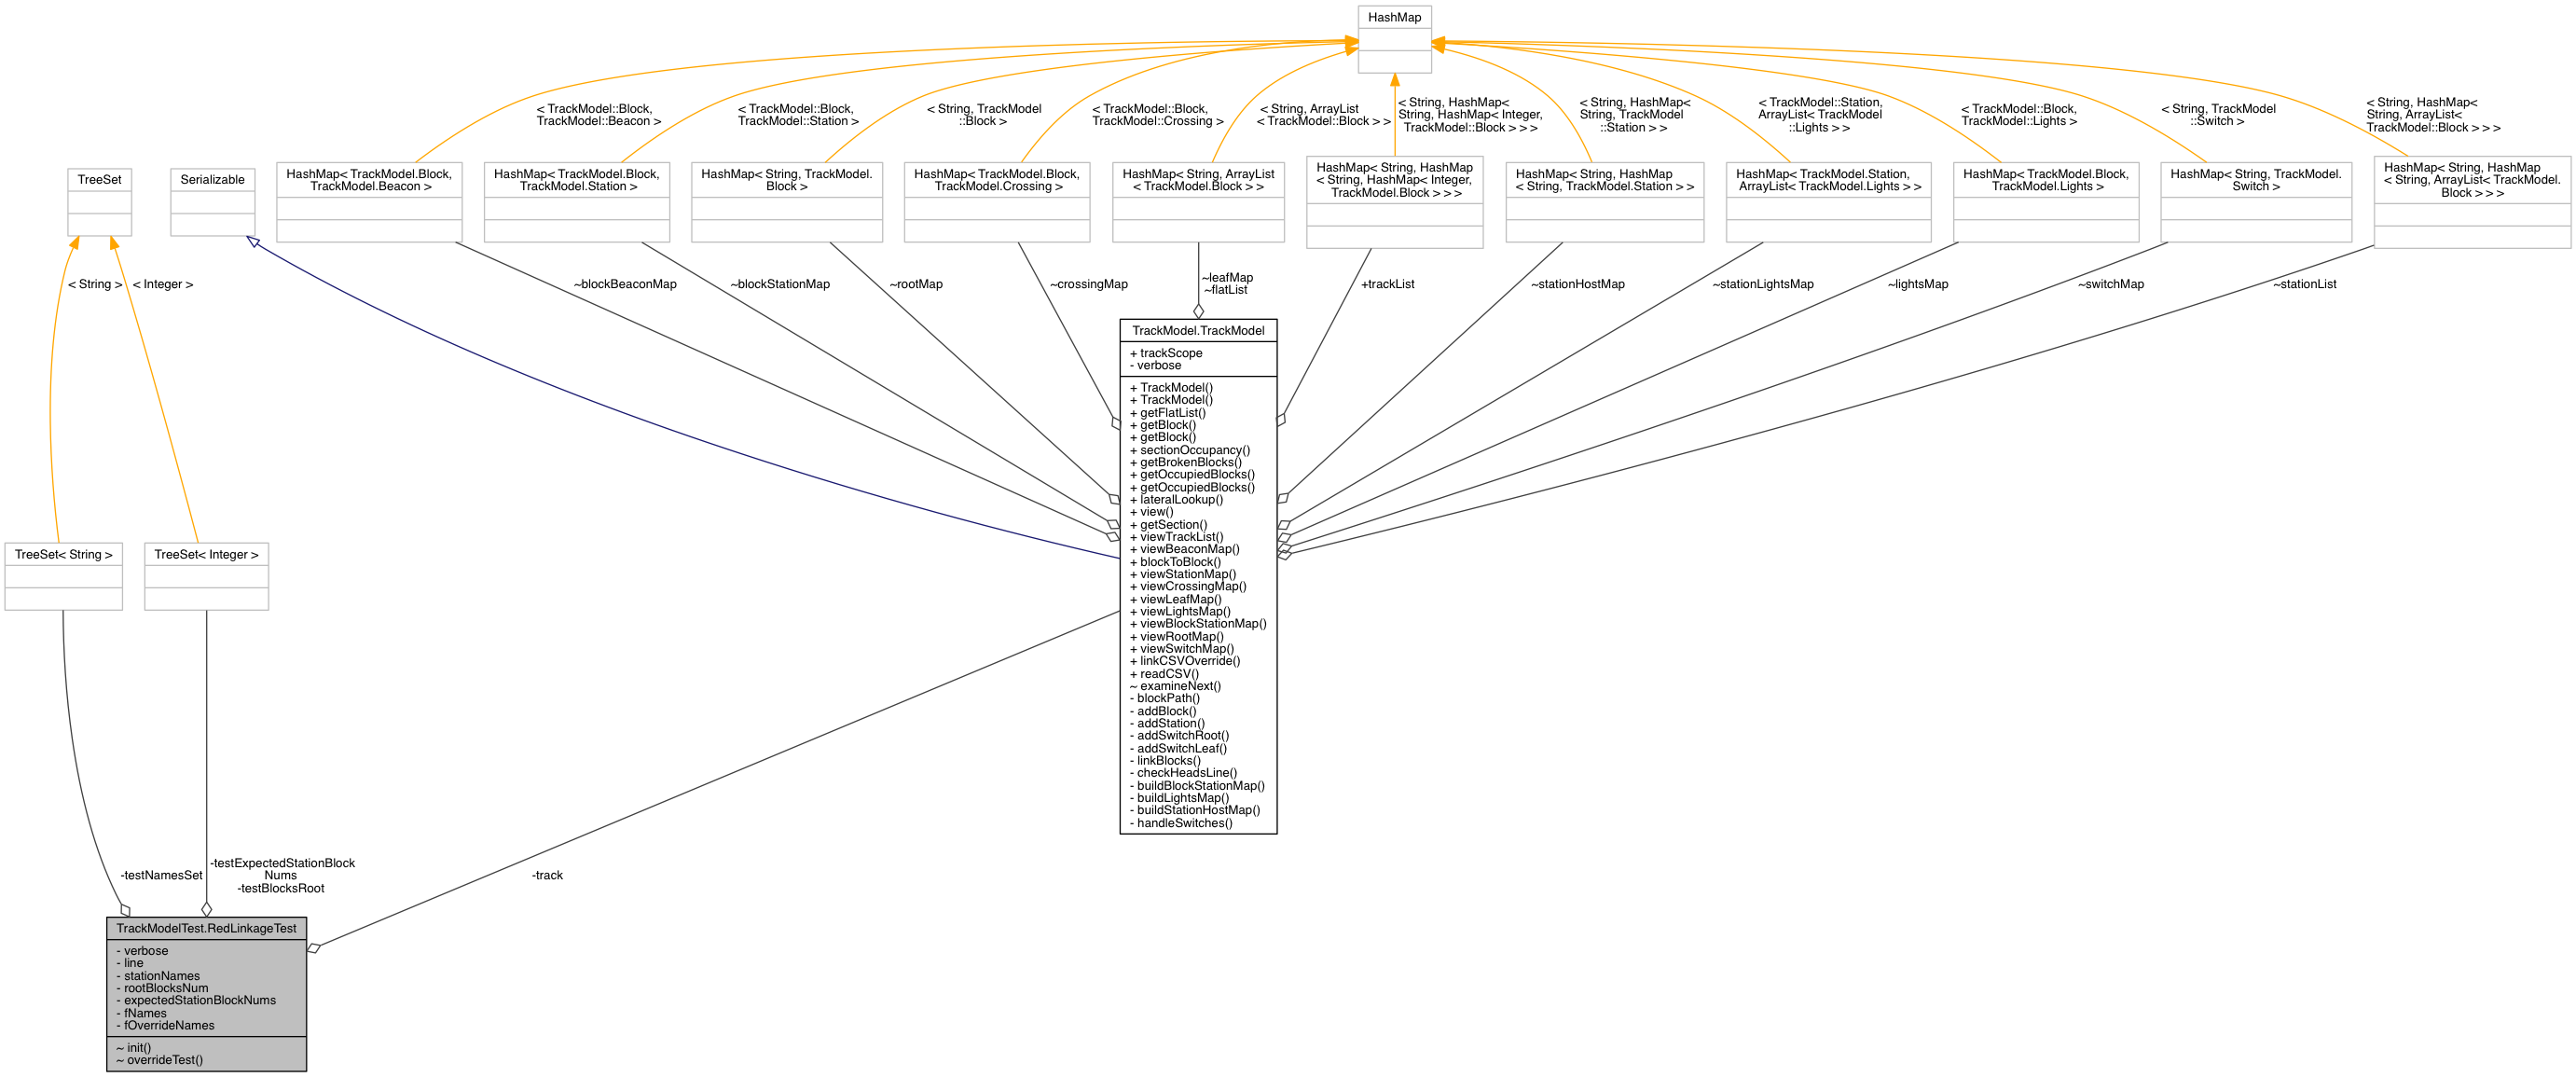 HashMap
< TrackModel::Block,
TrackModel::Beacon >
< TrackModel::Block,
TrackModel::Station >
< String, TrackModel
::Block >
< TrackModel::Block,
TrackModel::Crossing >
< String, ArrayList
< TrackModel::Block > >
< String, HashMap<
String, HashMap< Integer,
TrackModel::Block > > >
< String, HashMap<
String, TrackModel
::Station > >
< TrackModel::Station,
ArrayList< TrackModel
::Lights > >
< TrackModel::Block,
TrackModel::Lights >
< String, TrackModel
::Switch >
< String, HashMap<
String, ArrayList<
TrackModel::Block > > >
TreeSet
Serializable
HashMap< TrackModel.Block,
TrackModel.Beacon >
HashMap< TrackModel.Block,
TrackModel.Station >
HashMap< String, TrackModel.
Block >
HashMap< TrackModel.Block,
TrackModel.Crossing >
HashMap< String, ArrayList
< TrackModel.Block > >
HashMap< String, HashMap
< String, HashMap< Integer,
TrackModel.Block > > >
HashMap< String, HashMap
< String, TrackModel.Station > >
HashMap< TrackModel.Station,
ArrayList< TrackModel.Lights > >
HashMap< TrackModel.Block,
TrackModel.Lights >
HashMap< String, TrackModel.
Switch >
HashMap< String, HashMap
< String, ArrayList< TrackModel.
Block > > >
< String >
< Integer >
~blockBeaconMap
~blockStationMap
~rootMap
~crossingMap
~leafMap
~flatList
+trackList
~stationHostMap
~stationLightsMap
~lightsMap
~switchMap
~stationList
TrackModel.TrackModel
+ trackScope
- verbose
+ TrackModel()
+ TrackModel()
+ getFlatList()
+ getBlock()
+ getBlock()
+ sectionOccupancy()
+ getBrokenBlocks()
+ getOccupiedBlocks()
+ getOccupiedBlocks()
+ lateralLookup()
+ view()
+ getSection()
+ viewTrackList()
+ viewBeaconMap()
+ blockToBlock()
+ viewStationMap()
+ viewCrossingMap()
+ viewLeafMap()
+ viewLightsMap()
+ viewBlockStationMap()
+ viewRootMap()
+ viewSwitchMap()
+ linkCSVOverride()
+ readCSV()
~ examineNext()
- blockPath()
- addBlock()
- addStation()
- addSwitchRoot()
- addSwitchLeaf()
- linkBlocks()
- checkHeadsLine()
- buildBlockStationMap()
- buildLightsMap()
- buildStationHostMap()
- handleSwitches()
TreeSet< String >
TreeSet< Integer >
-testNamesSet
-testExpectedStationBlock
Nums
-testBlocksRoot
-track
TrackModelTest.RedLinkageTest
- verbose
- line
- stationNames
- rootBlocksNum
- expectedStationBlockNums
- fNames
- fOverrideNames
~ init()
~ overrideTest()